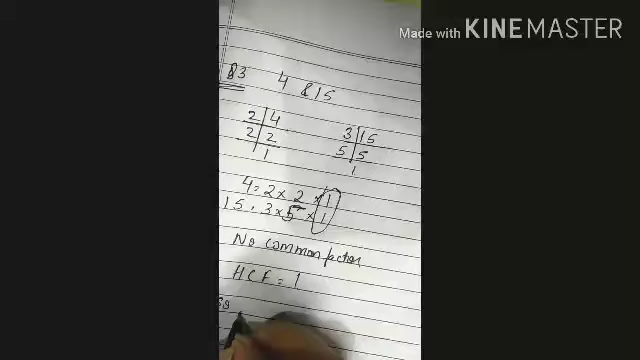 Made with KINEMASTER
Q3 4 & 15
2 4 3 15
2 2 5 5
1 1
4 = 2 × 2 × 1
15 = 3 × 5 × 1
No common factor
HCF = 1